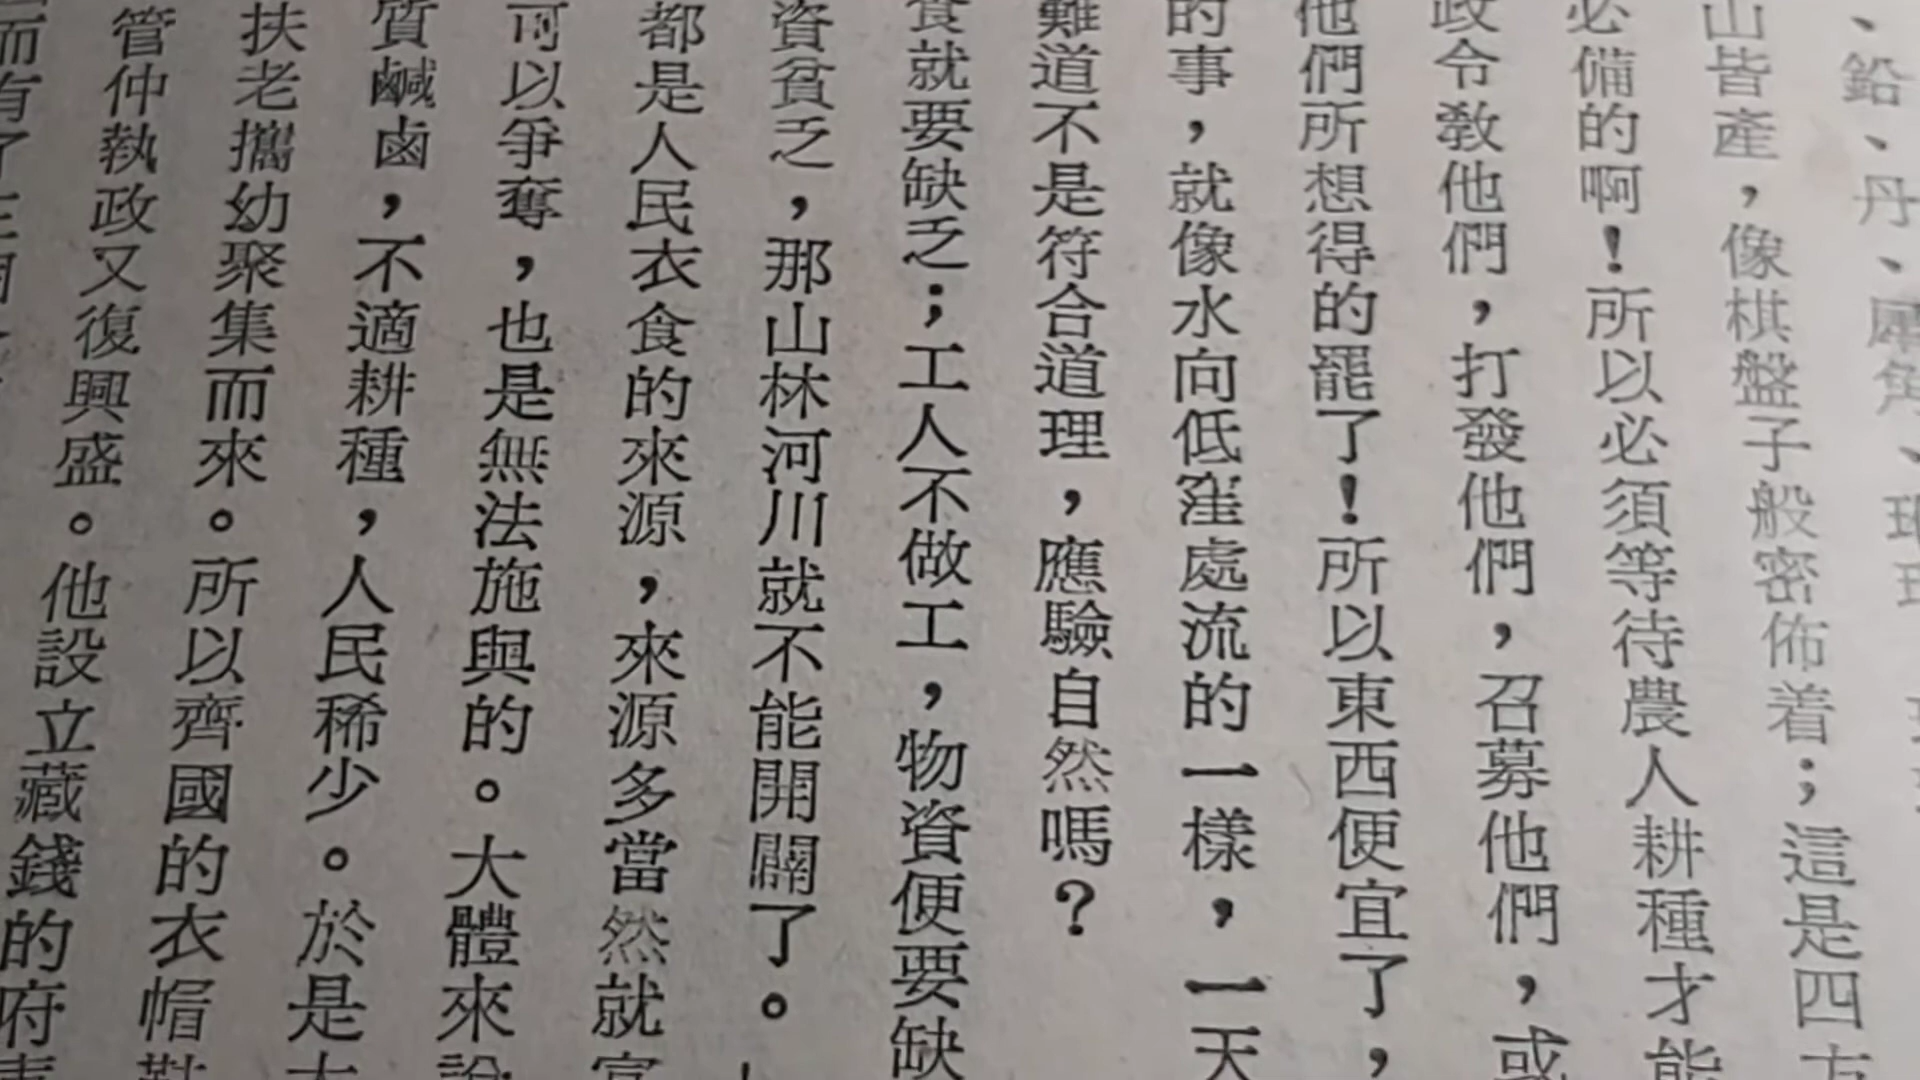 、鉛、丹、犀角、
山皆產，像棋盤子般密佈着；這是四方
必備的啊！所以必須等待農人耕種才能
政令教他們，打發他們，召募他們，或
他們所想得的罷了！所以東西便宜了，
的事，就像水向低窪處流的一樣，一天
難道不是符合道理，應驗自然嗎？
食就要缺乏；工人不做工，物資便要缺
資貧乏，那山林河川就不能開闢了。
都是人民衣食的來源，來源多當然就富
可以爭奪，也是無法施與的。大體來說
質鹹鹵，不適耕種，人民稀少。於是太
扶老攜幼聚集而來。所以齊國的衣帽鞋
管仲執政又復興盛。他設立藏錢的府
而有了